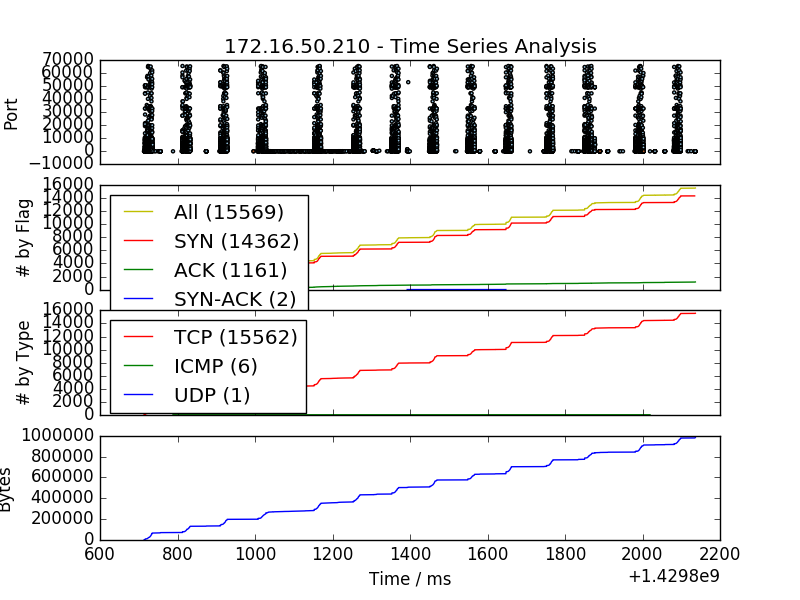 172.16.50.210 - Time Series Analysis
70000
60000
50000
40000
30000
20000
10000
0
−10000
Port
16000
14000
12000
10000
8000
6000
4000
2000
0
# by Flag
All (15569)
SYN (14362)
ACK (1161)
SYN-ACK (2)
16000
14000
12000
10000
8000
6000
4000
2000
0
# by Type
TCP (15562)
ICMP (6)
UDP (1)
1000000
800000
600000
400000
200000
0
Bytes
600 800 1000 1200 1400 1600 1800 2000 2200
Time / ms
+1.4298e9